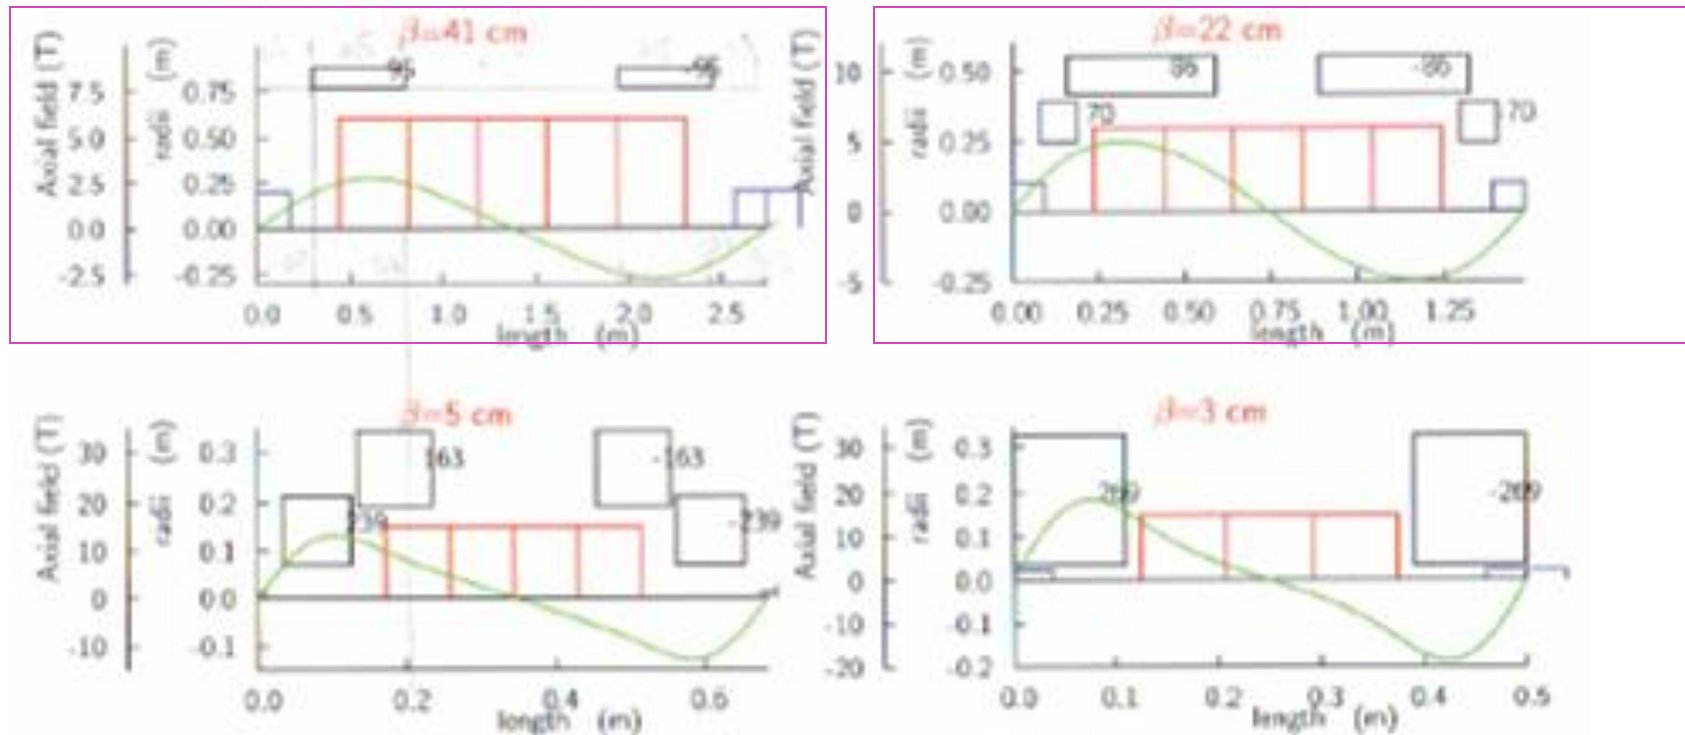 β=41 cm
Axial field (T)
radii (m)
7.5
5.0
2.5
0.0
-2.5
0.75
0.50
0.25
0.00
-0.25
95
-95
0.0 0.5 1.0 1.5 2.0 2.5
length (m)
β=22 cm
Axial field (T)
radii (m)
10
5
0
-5
0.50
0.25
0.00
-0.25
86
-86
70
70
0.00 0.25 0.50 0.75 1.00 1.25
length (m)
β=5 cm
Axial field (T)
radii (m)
30
20
10
0
-10
0.3
0.2
0.1
0.0
-0.1
163
-163
239
-239
0.0 0.2 0.4 0.6
length (m)
β=3 cm
Axial field (T)
radii (m)
30
20
10
0
-10
-20
0.3
0.2
0.1
0.0
-0.1
-0.2
269
-269
0.0 0.1 0.2 0.3 0.4 0.5
length (m)